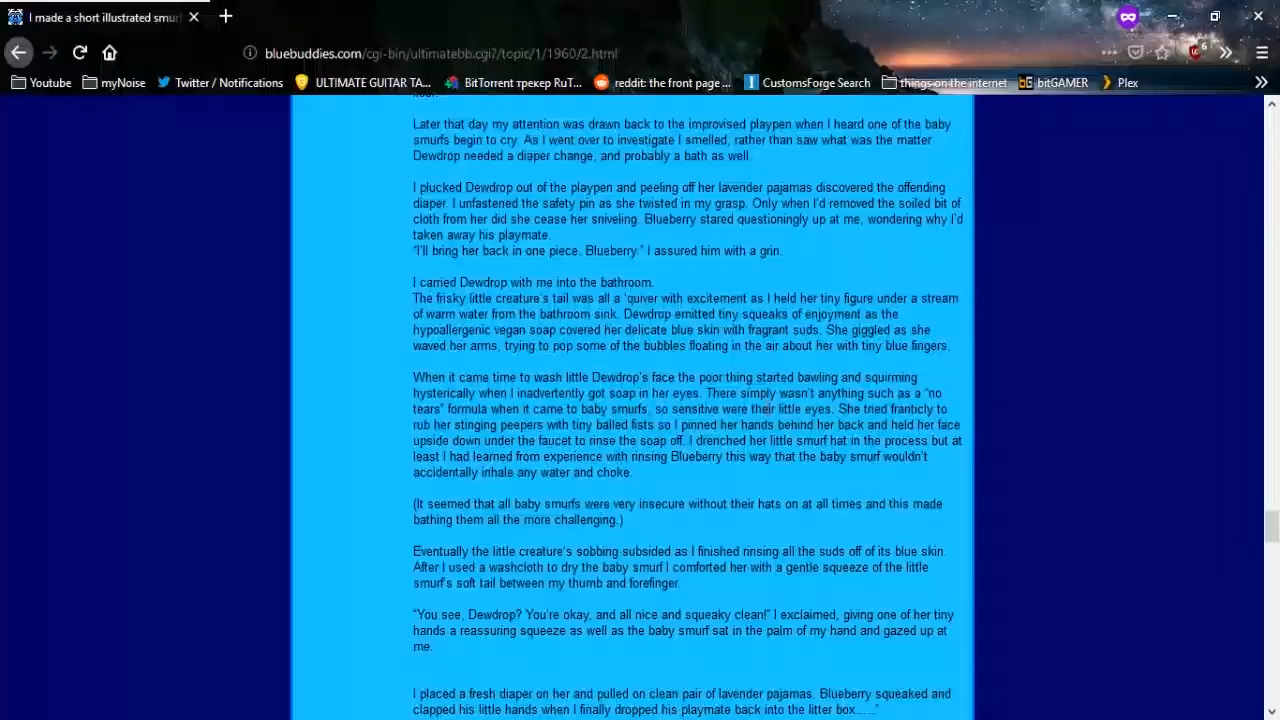 I made a short illustrated smur
bluebuddies.com/cgi-bin/ultimatebb.cgi?/topic/1/1960/2.html
6
Youtube myNoise Twitter / Notifications ULTIMATE GUITAR TA... BitTorrent трекер RuT... reddit: the front page ... CustomsForge Search things on the internet bitGAMER Plex
Later that day my attention was drawn back to the improvised playpen when I heard one of the baby
smurfs begin to cry. As I went over to investigate I smelled, rather than saw what was the matter
Dewdrop needed a diaper change, and probably a bath as well.
I plucked Dewdrop out of the playpen and peeling off her lavender pajamas discovered the offending
diaper. I unfastened the safety pin as she twisted in my grasp. Only when I'd removed the soiled bit of
cloth from her did she cease her sniveling. Blueberry stared questioningly up at me, wondering why I'd
taken away his playmate.
“I'll bring her back in one piece. Blueberry.” I assured him with a grin.
I carried Dewdrop with me into the bathroom.
The frisky little creature's tail was all a 'quiver with excitement as I held her tiny figure under a stream
of warm water from the bathroom sink. Dewdrop emitted tiny squeaks of enjoyment as the
hypoallergenic vegan soap covered her delicate blue skin with fragrant suds. She giggled as she
waved her arms, trying to pop some of the bubbles floating in the air about her with tiny blue fingers.
When it came time to wash little Dewdrop's face the poor thing started bawling and squirming
hysterically when I inadvertently got soap in her eyes. There simply wasn't anything such as a “no
tears” formula when it came to baby smurfs, so sensitive were their little eyes. She tried franticly to
rub her stinging peepers with tiny balled fists so I pinned her hands behind her back and held her face
upside down under the faucet to rinse the soap off. I drenched her little smurf hat in the process but at
least I had learned from experience with rinsing Blueberry this way that the baby smurf wouldn't
accidentally inhale any water and choke.
(It seemed that all baby smurfs were very insecure without their hats on at all times and this made
bathing them all the more challenging.)
Eventually the little creature's sobbing subsided as I finished rinsing all the suds off of its blue skin.
After I used a washcloth to dry the baby smurf I comforted her with a gentle squeeze of the little
smurf's soft tail between my thumb and forefinger.
“You see, Dewdrop? You're okay, and all nice and squeaky clean!” I exclaimed, giving one of her tiny
hands a reassuring squeeze as well as the baby smurf sat in the palm of my hand and gazed up at
me.
I placed a fresh diaper on her and pulled on clean pair of lavender pajamas. Blueberry squeaked and
clapped his little hands when I finally dropped his playmate back into the litter box......”